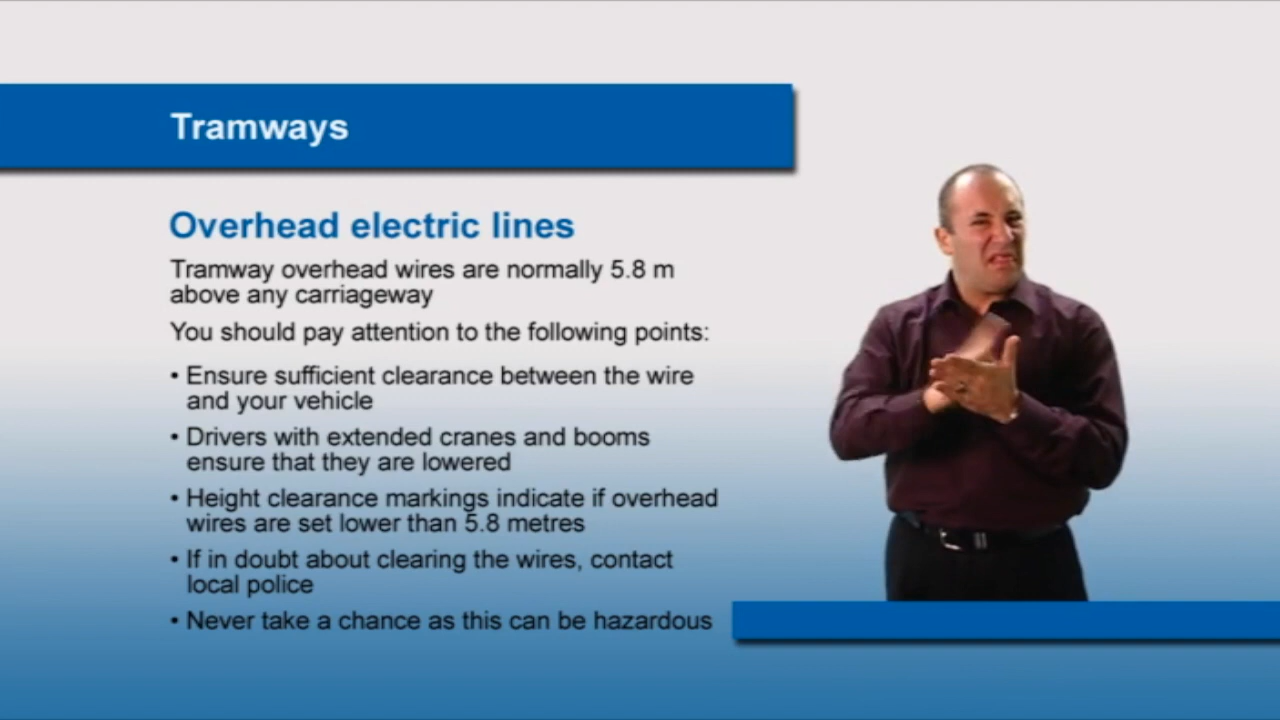 Tramways
Overhead electric lines
Tramway overhead wires are normally 5.8 m
above any carriageway
You should pay attention to the following points:
• Ensure sufficient clearance between the wire
and your vehicle
• Drivers with extended cranes and booms
ensure that they are lowered
• Height clearance markings indicate if overhead
wires are set lower than 5.8 metres
• If in doubt about clearing the wires, contact
local police
• Never take a chance as this can be hazardous